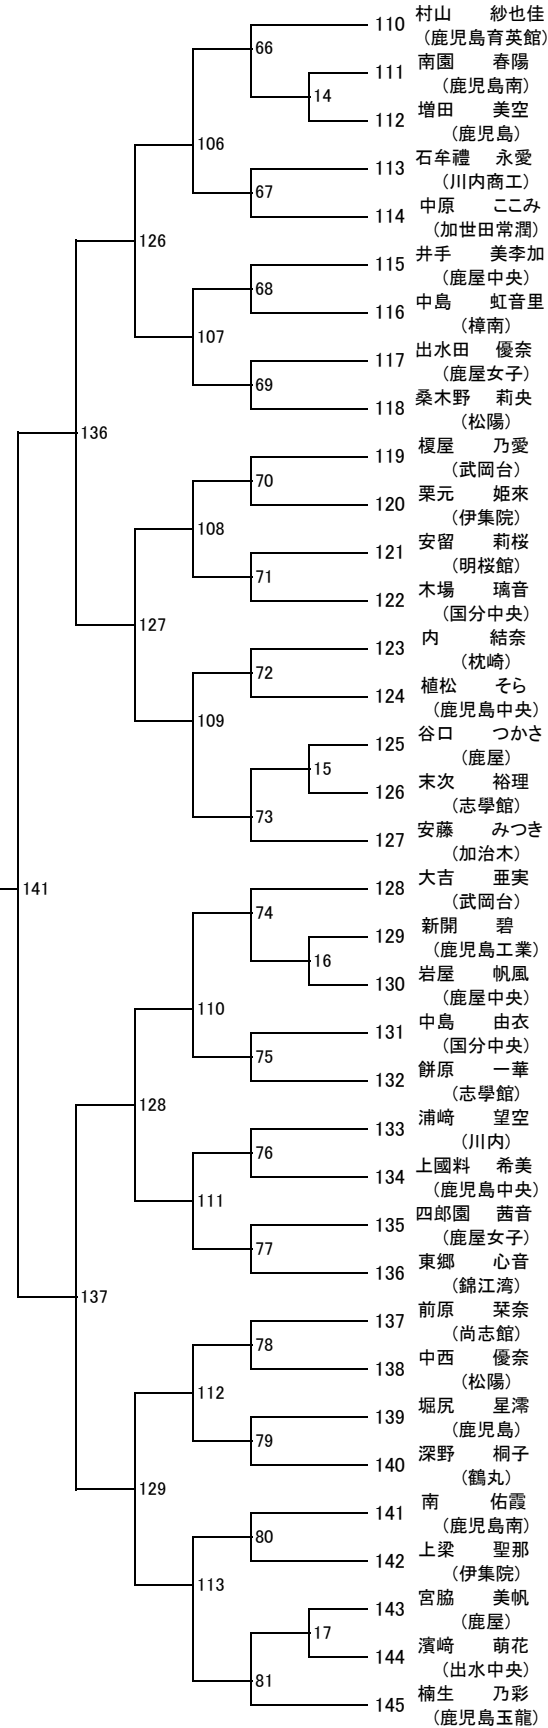 110 村山 紗也佳
(鹿児島育英館)
66
111 南園 春陽
(鹿児島南)
14
112 増田 美空
(鹿児島)
106
113 石牟禮 永愛
(川内商工)
67
114 中原 ここみ
(加世田常潤)
126
115 井手 美李加
(鹿屋中央)
68
116 中島 虹音里
(樟南)
107
117 出水田 優奈
(鹿屋女子)
69
118 桑木野 莉央
(松陽)
136
119 榎屋 乃愛
(武岡台)
70
120 栗元 姫來
(伊集院)
108
121 安留 莉桜
(明桜館)
71
122 木場 璃音
(国分中央)
127
123 内 結奈
(枕崎)
72
124 植松 そら
(鹿児島中央)
109
125 谷口 つかさ
(鹿屋)
15
126 末次 裕理
(志學館)
73
127 安藤 みつき
(加治木)
141
128 大吉 亜実
(武岡台)
74
129 新開 碧
(鹿児島工業)
16
130 岩屋 帆風
(鹿屋中央)
110
131 中島 由衣
(国分中央)
75
132 餅原 一華
(志學館)
128
133 浦﨑 望空
(川内)
76
134 上國料 希美
(鹿児島中央)
111
135 四郎園 茜音
(鹿屋女子)
77
136 東郷 心音
(錦江湾)
137
137 前原 栞奈
(尚志館)
78
138 中西 優奈
(松陽)
112
139 堀尻 星澪
(鹿児島)
79
140 深野 桐子
(鶴丸)
129
141 南 佑霞
(鹿児島南)
80
142 上梁 聖那
(伊集院)
113
143 宮脇 美帆
(鹿屋)
17
144 濱﨑 萌花
(出水中央)
81
145 楠生 乃彩
(鹿児島玉龍)